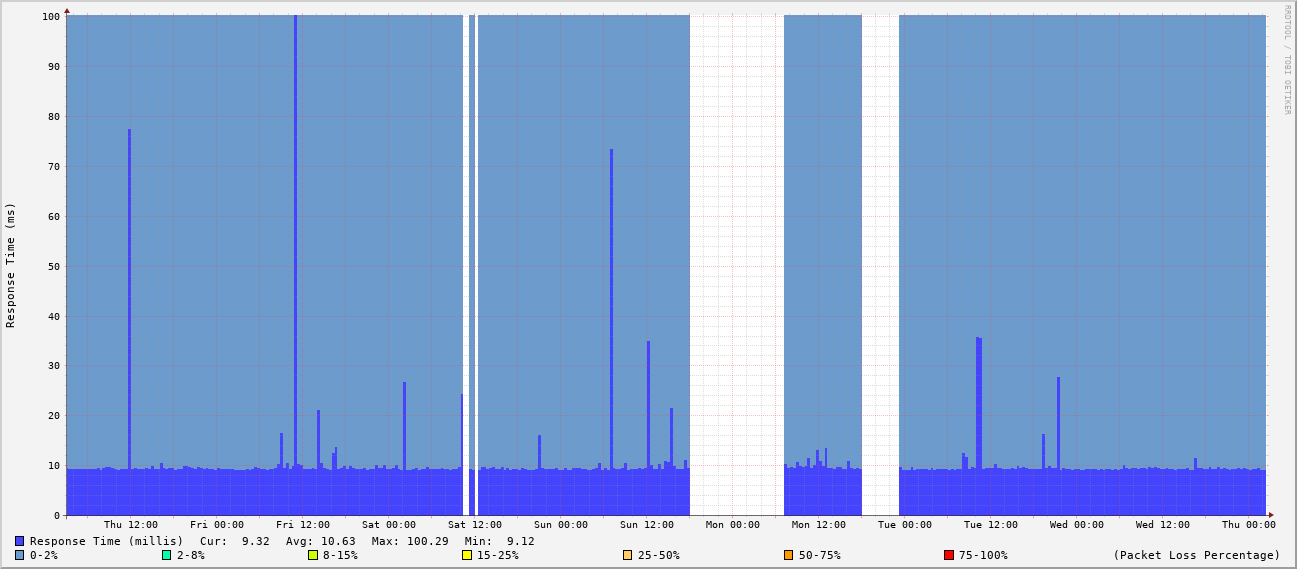 100
90
80
70
60
50
40
30
20
10
0
Response Time (ms)
RRDTOOL / TOBI OETIKER
Thu 12:00 Fri 00:00 Fri 12:00 Sat 00:00 Sat 12:00 Sun 00:00 Sun 12:00 Mon 00:00 Mon 12:00 Tue 00:00 Tue 12:00 Wed 00:00 Wed 12:00 Thu 00:00
Response Time (millis) Cur: 9.32 Avg: 10.63 Max: 100.29 Min: 9.12
0-2% 2-8% 8-15% 15-25% 25-50% 50-75% 75-100% (Packet Loss Percentage)